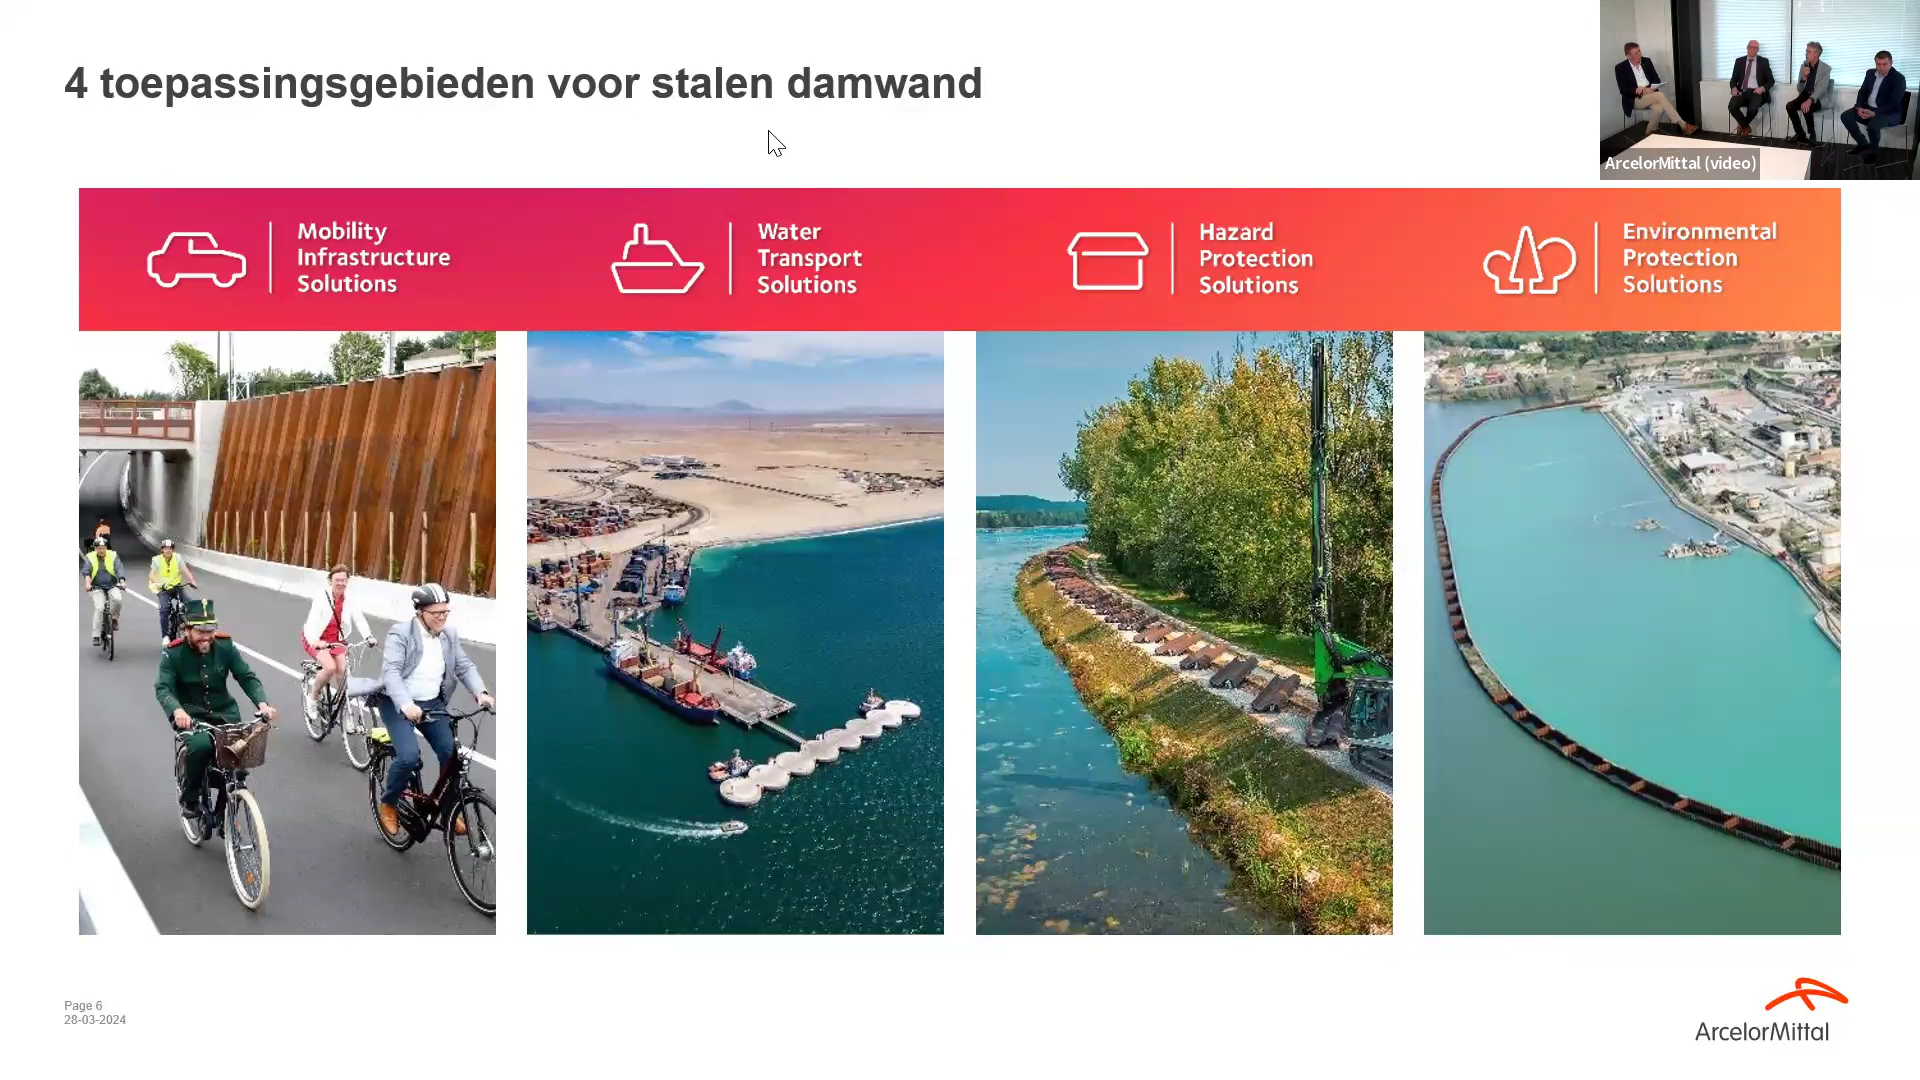 4 toepassingsgebieden voor stalen damwand
ArcelorMittal (video)
Mobility
Infrastructure
Solutions
Water
Transport
Solutions
Hazard
Protection
Solutions
Environmental
Protection
Solutions
Page 6
28-03-2024
ArcelorMittal